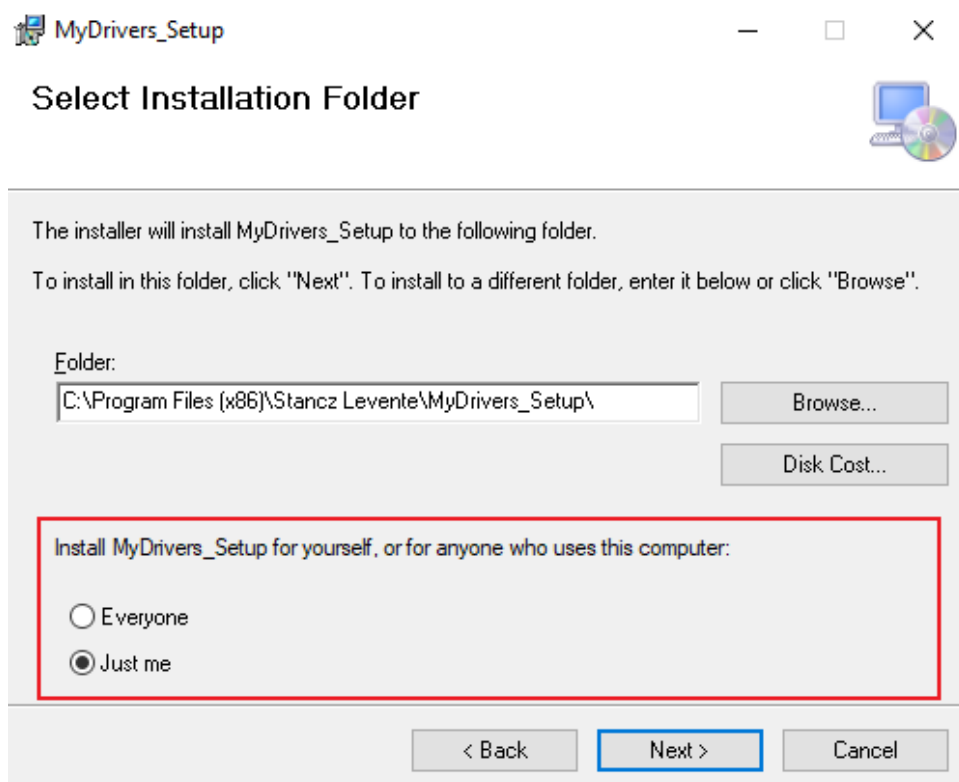 MyDrivers_Setup
Select Installation Folder
The installer will install MyDrivers_Setup to the following folder.
To install in this folder, click "Next". To install to a different folder, enter it below or click "Browse".
Folder:
C:\Program Files (x86)\Stancz Levente\MyDrivers_Setup\
Browse...
Disk Cost...
Install MyDrivers_Setup for yourself, or for anyone who uses this computer:
Everyone
Just me
< Back
Next >
Cancel